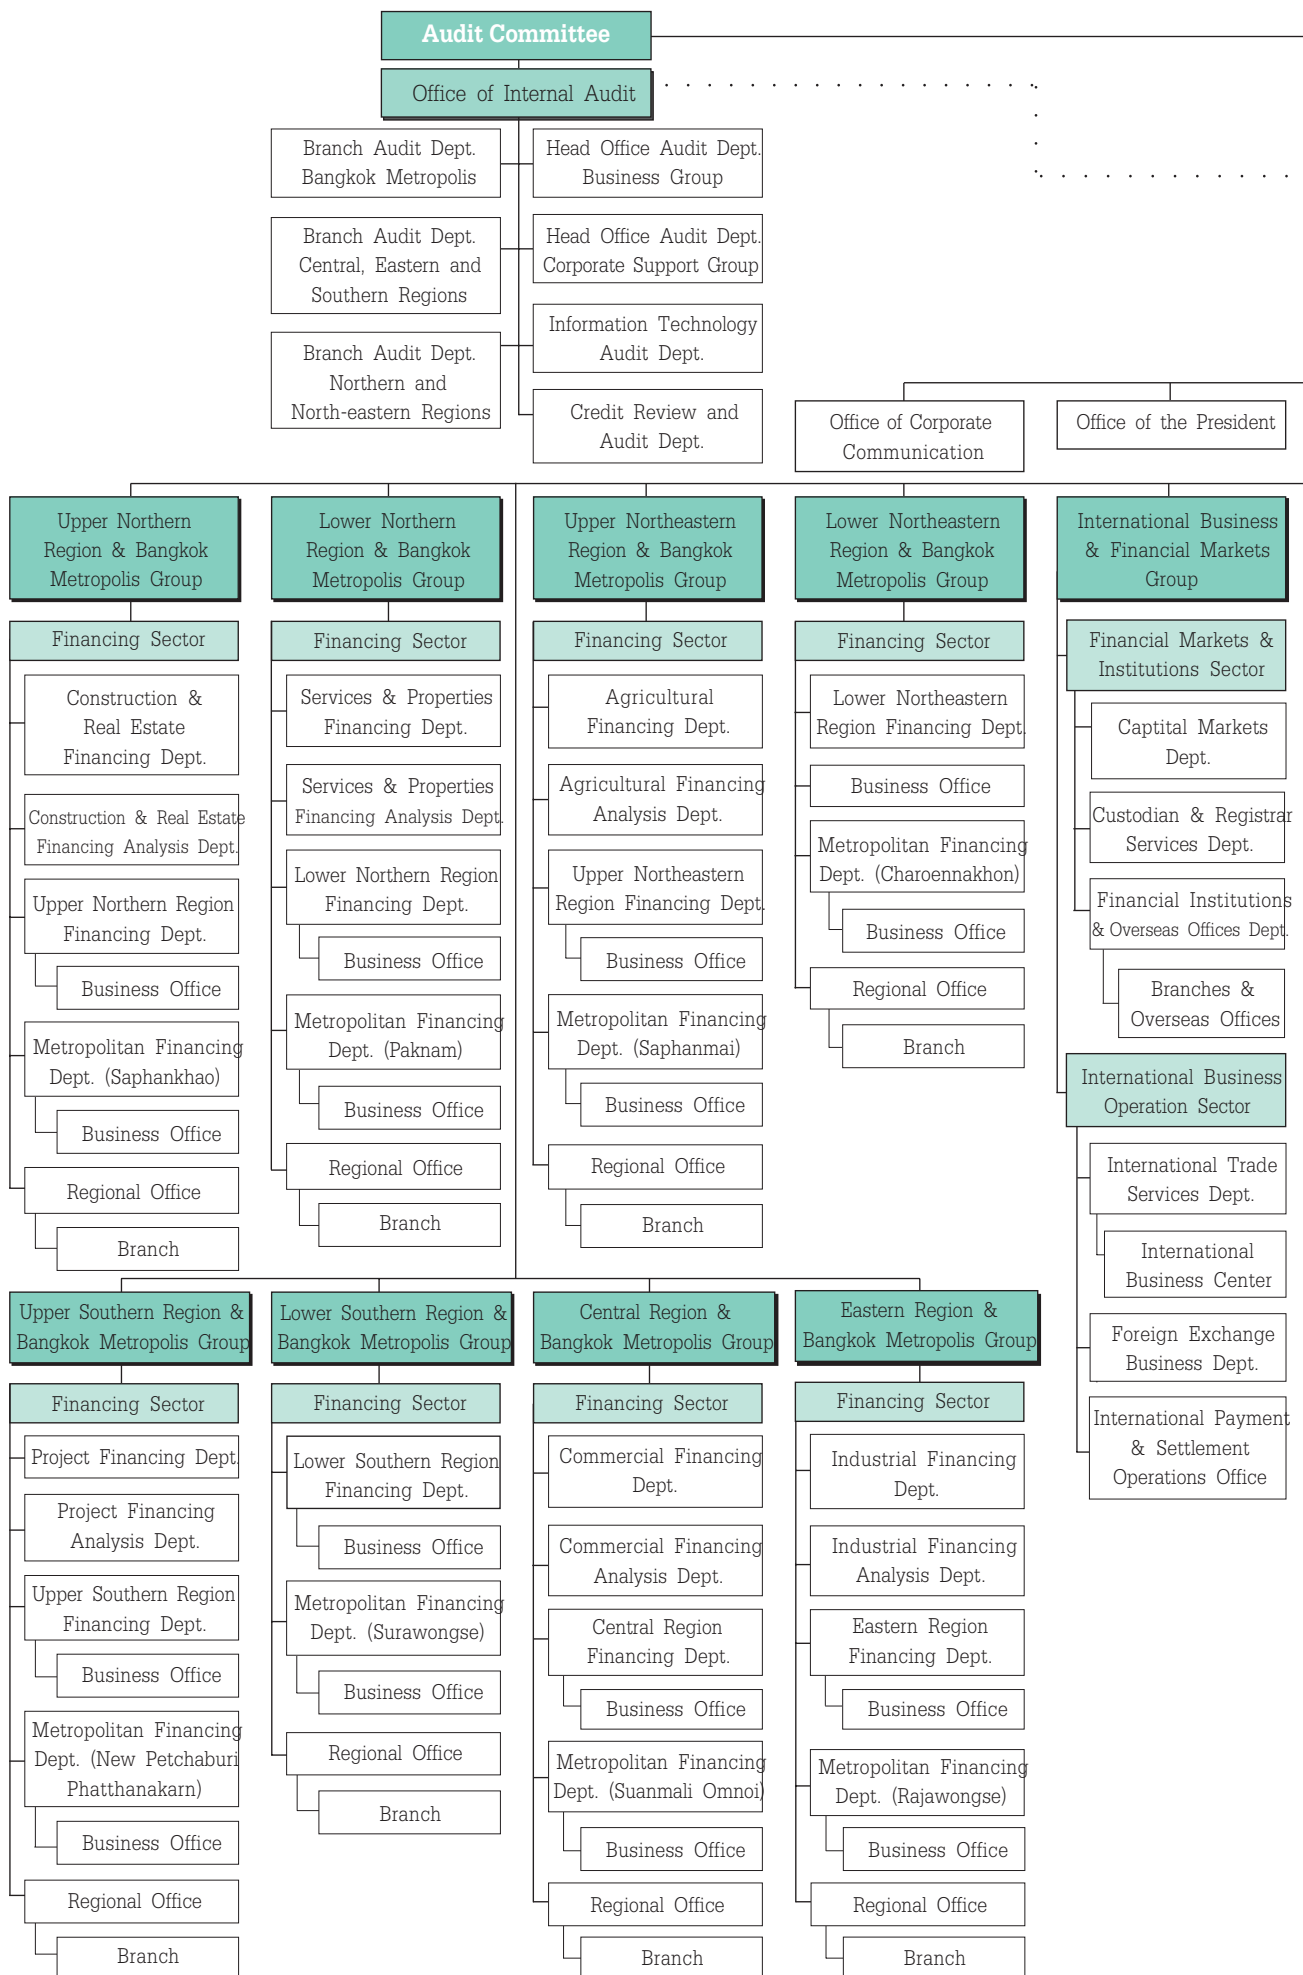 Audit Committee
Office of Internal Audit
Branch Audit Dept.
Bangkok Metropolis
Head Office Audit Dept.
Business Group
Branch Audit Dept.
Central, Eastern and
Southern Regions
Head Office Audit Dept.
Corporate Support Group
Information Technology
Audit Dept.
Branch Audit Dept.
Northern and
North-eastern Regions
Credit Review and
Audit Dept.
Office of Corporate
Communication
Office of the President
Upper Northern
Region & Bangkok
Metropolis Group
Financing Sector
Construction &
Real Estate
Financing Dept.
Construction & Real Estate
Financing Analysis Dept.
Upper Northern Region
Financing Dept.
Business Office
Metropolitan Financing
Dept. (Saphankhao)
Business Office
Regional Office
Branch
Lower Northern
Region & Bangkok
Metropolis Group
Financing Sector
Services & Properties
Financing Dept.
Services & Properties
Financing Analysis Dept.
Lower Northern Region
Financing Dept.
Business Office
Metropolitan Financing
Dept. (Paknam)
Business Office
Regional Office
Branch
Upper Northeastern
Region & Bangkok
Metropolis Group
Financing Sector
Agricultural
Financing Dept.
Agricultural Financing
Analysis Dept.
Upper Northeastern
Region Financing Dept.
Business Office
Metropolitan Financing
Dept. (Saphanmai)
Business Office
Regional Office
Branch
Lower Northeastern
Region & Bangkok
Metropolis Group
Financing Sector
Lower Northeastern
Region Financing Dept.
Business Office
Metropolitan Financing
Dept. (Charoennakhon)
Business Office
Regional Office
Branch
International Business
& Financial Markets
Group
Financial Markets &
Institutions Sector
Captital Markets
Dept.
Custodian & Registrar
Services Dept.
Financial Institutions
& Overseas Offices Dept.
Branches &
Overseas Offices
International Business
Operation Sector
International Trade
Services Dept.
International
Business Center
Foreign Exchange
Business Dept.
International Payment
& Settlement
Operations Office
Upper Southern Region &
Bangkok Metropolis Group
Financing Sector
Project Financing Dept.
Project Financing
Analysis Dept.
Upper Southern Region
Financing Dept.
Business Office
Metropolitan Financing
Dept. (New Petchaburi
Phatthanakarn)
Business Office
Regional Office
Branch
Lower Southern Region &
Bangkok Metropolis Group
Financing Sector
Lower Southern Region
Financing Dept.
Business Office
Metropolitan Financing
Dept. (Surawongse)
Business Office
Regional Office
Branch
Central Region &
Bangkok Metropolis Group
Financing Sector
Commercial Financing
Dept.
Commercial Financing
Analysis Dept.
Central Region
Financing Dept.
Business Office
Metropolitan Financing
Dept. (Suanmali Omnoi)
Business Office
Regional Office
Branch
Eastern Region &
Bangkok Metropolis Group
Financing Sector
Industrial Financing
Dept.
Industrial Financing
Analysis Dept.
Eastern Region
Financing Dept.
Business Office
Metropolitan Financing
Dept. (Rajawongse)
Business Office
Regional Office
Branch